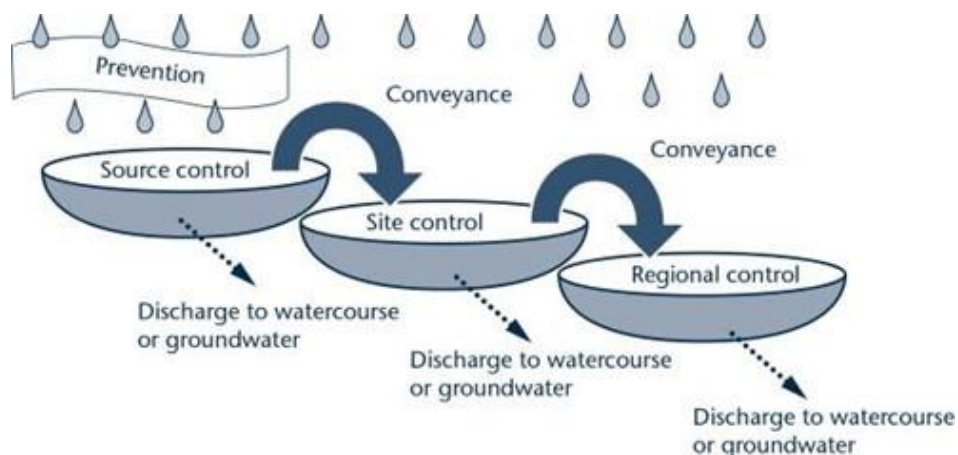 Prevention
Conveyance
Conveyance
Source control
Site control
Regional control
Discharge to watercourse
or groundwater
Discharge to watercourse
or groundwater
Discharge to watercourse
or groundwater